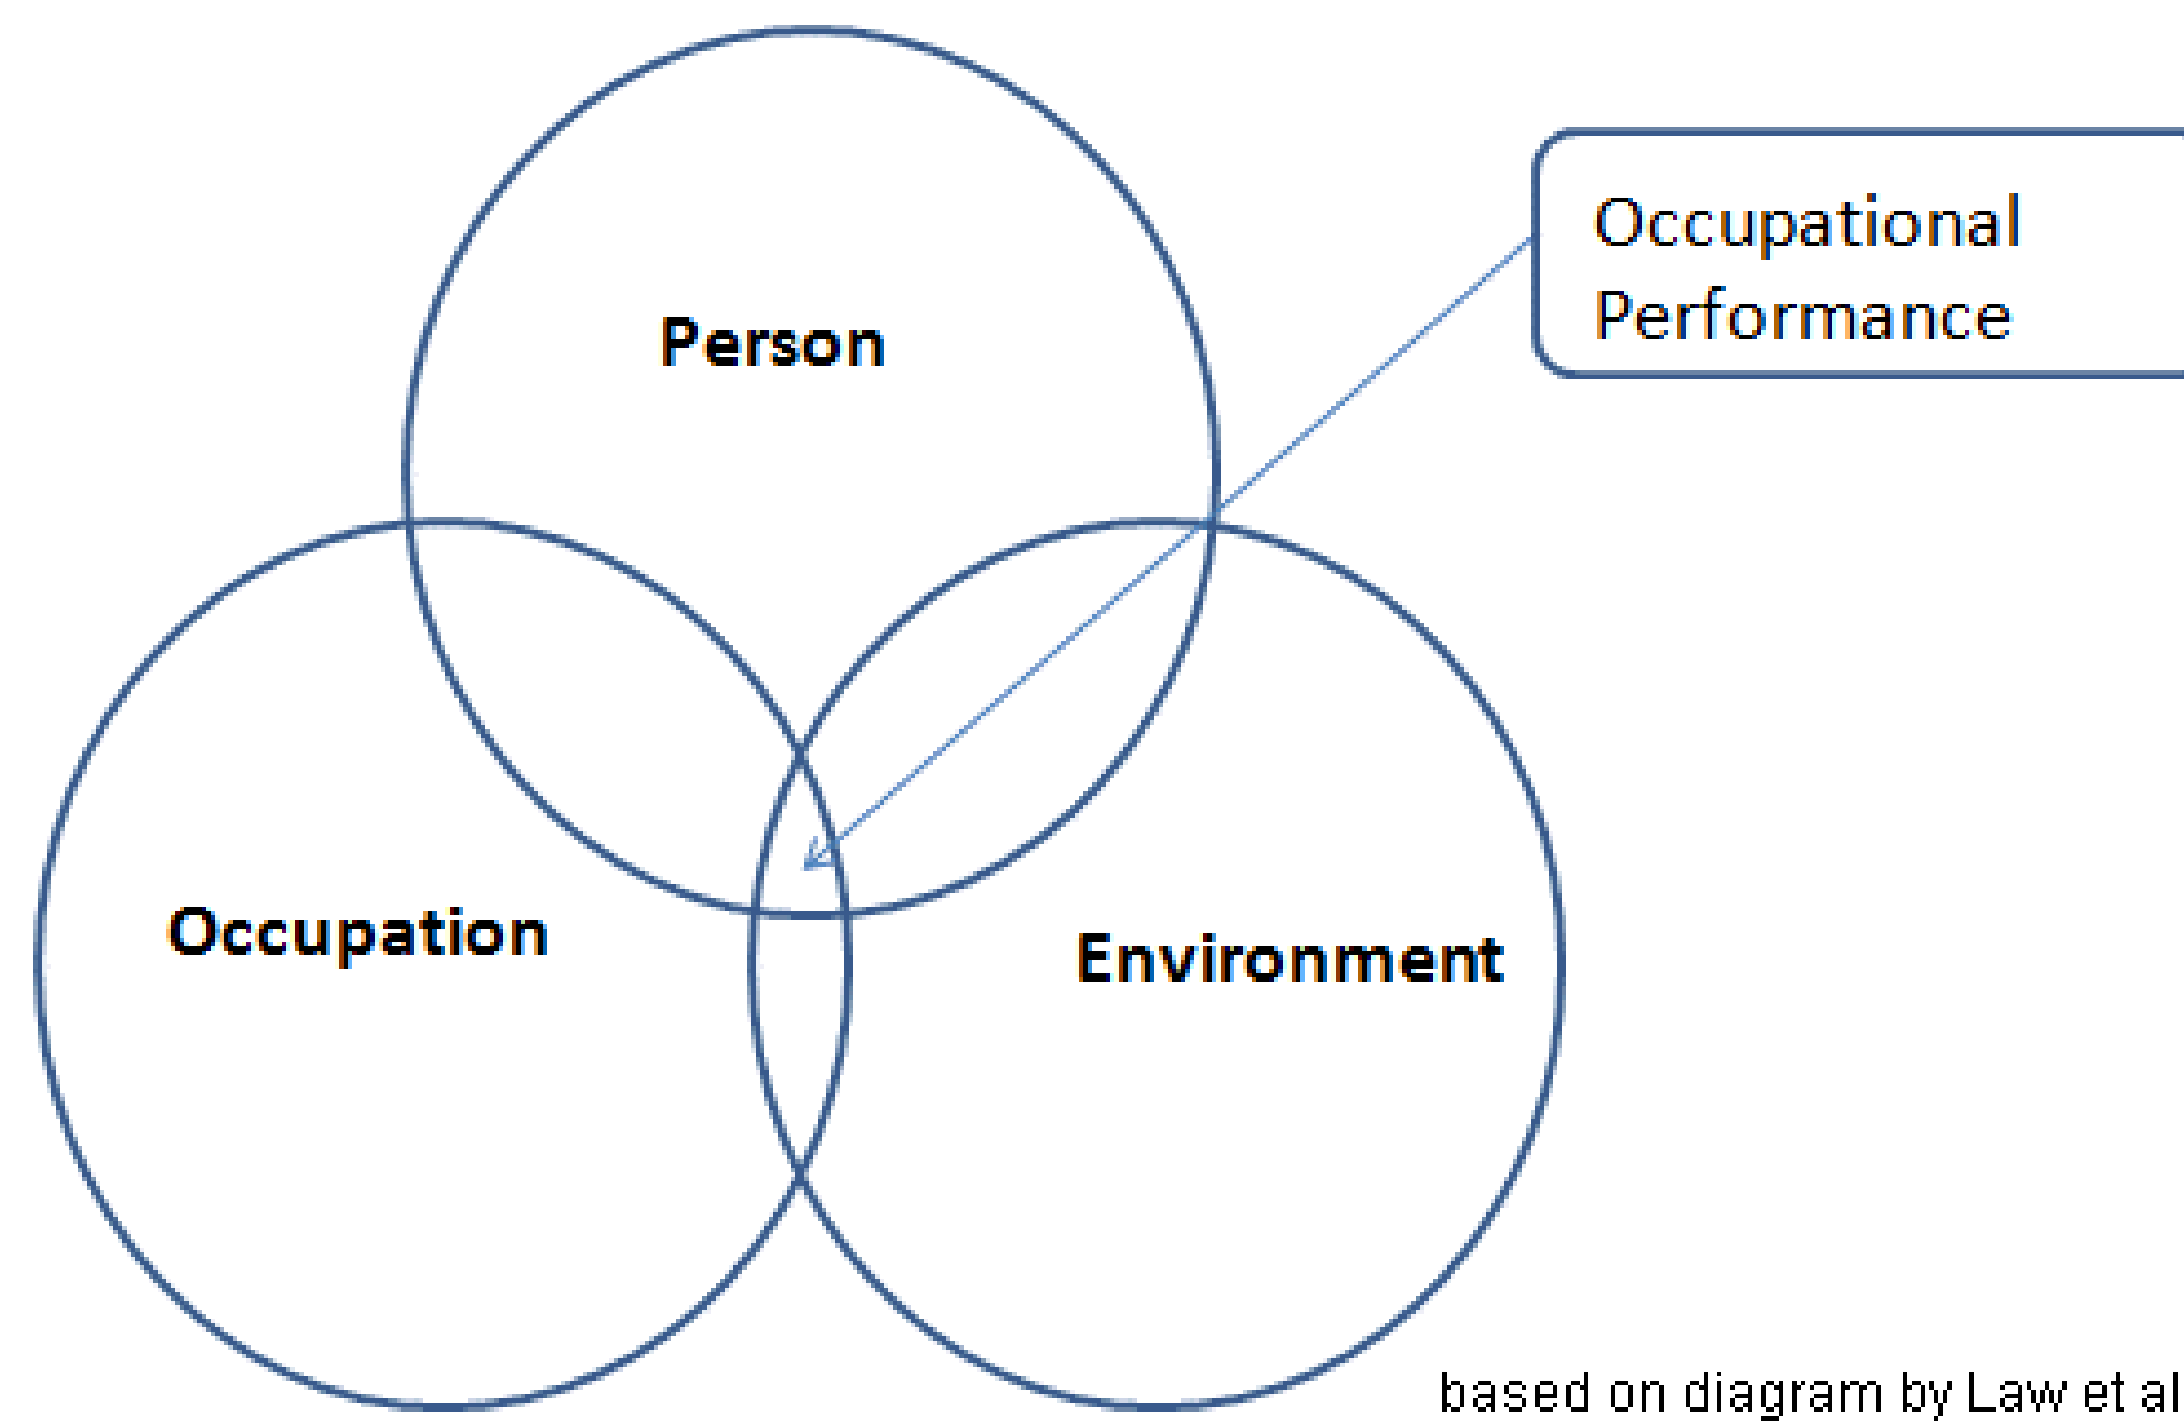 Person
Occupational
Performance
Occupation
Environment
based on diagram by Law et al